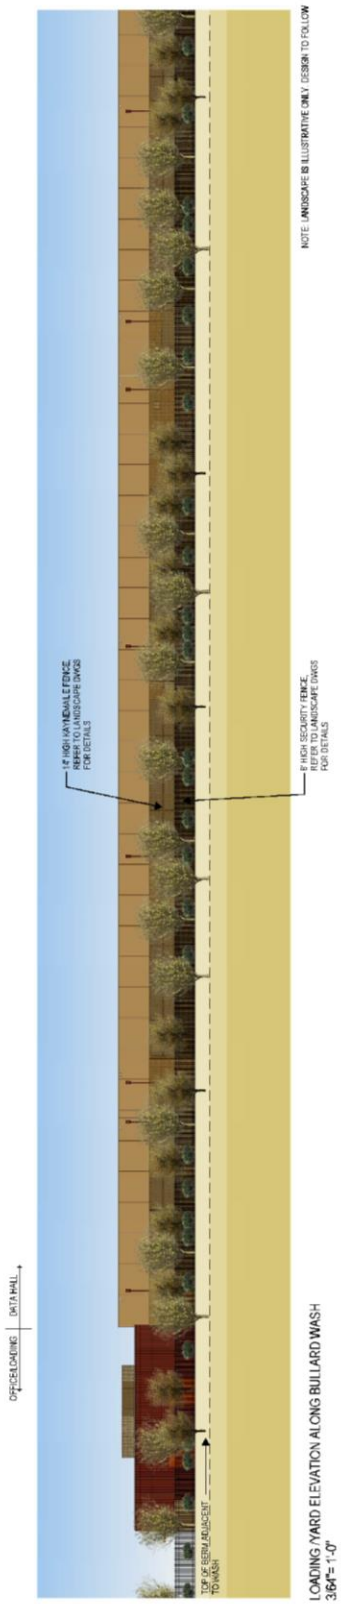 OFFICE/LOADING
DATA HALL
14' HIGH KAYNEMAILE FENCE,
REFER TO LANDSCAPE DWGS
FOR DETAILS
TOP OF BERM ADJACENT
TO WASH
8' HIGH SECURITY FENCE,
REFER TO LANDSCAPE DWGS
FOR DETAILS
NOTE: LANDSCAPE IS ILLUSTRATIVE ONLY. DESIGN TO FOLLOW
LOADING /YARD ELEVATION ALONG BULLARD WASH
3/64"= 1'-0"